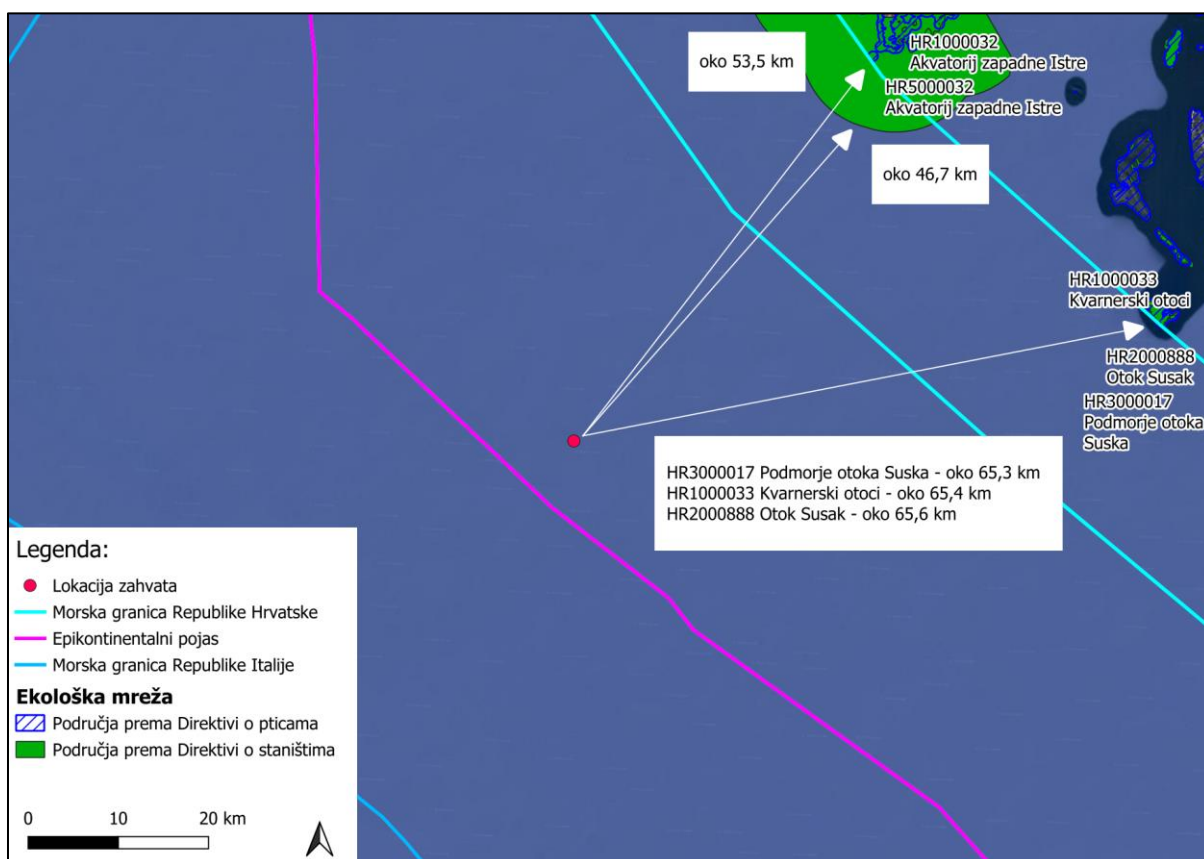 oko 53,5 km
HR1000032
Akvatorij zapadne Istre
HR5000032
Akvatorij zapadne Istre
oko 46,7 km
HR1000033
Kvarnerski otoci
HR2000888
Otok Susak
HR3000017
Podmorje otoka
Suska
HR3000017 Podmorje otoka Suska - oko 65,3 km
HR1000033 Kvarnerski otoci - oko 65,4 km
HR2000888 Otok Susak - oko 65,6 km
Legenda:
Lokacija zahvata
Morska granica Republike Hrvatske
Epikontinentalni pojas
Morska granica Republike Italije
Ekološka mreža
Područja prema Direktivi o pticama
Područja prema Direktivi o staništima
0 10 20 km